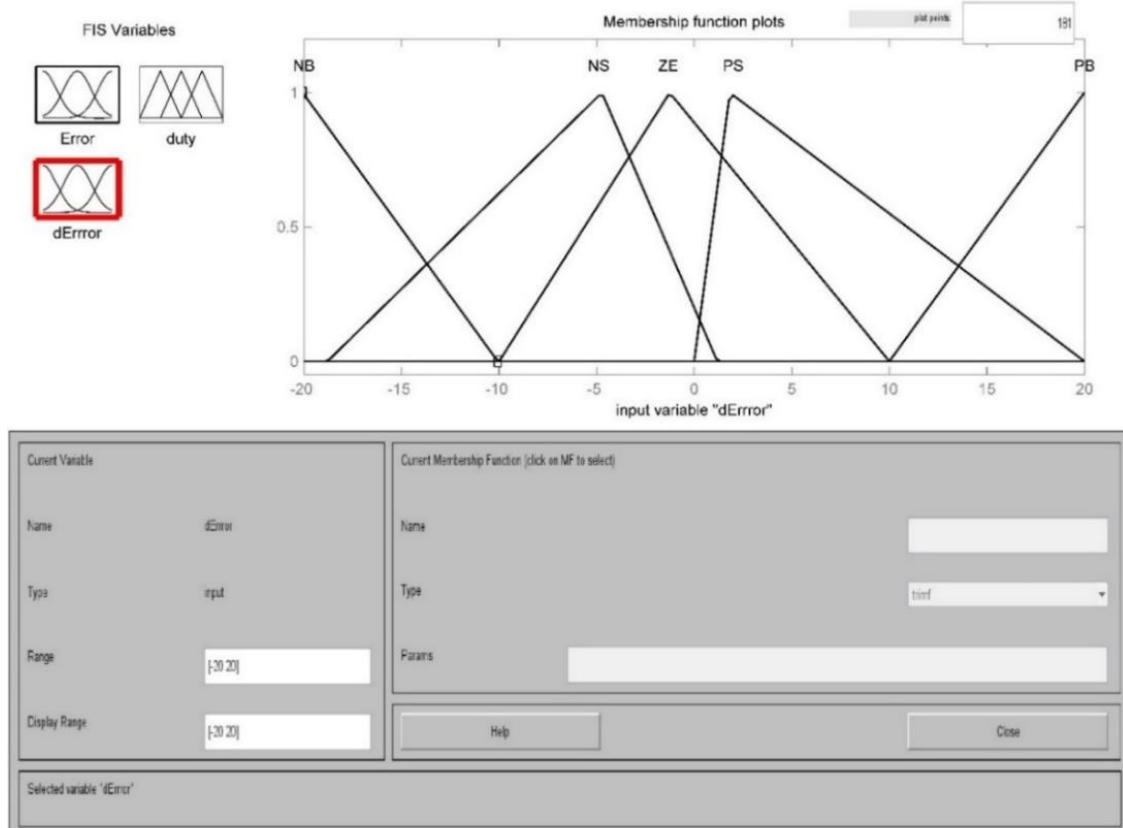 FIS Variables
Membership function plots
plot points:
181
Error
duty
dErrror
NB
NS
ZE
PS
PB
1
0.5
0
-20
-15
-10
-5
0
5
10
15
20
input variable "dErrror"
Current Variable
Current Membership Function (click on MF to select)
Name
dError
Name
Type
input
Type
trimf
Range
[-20 20]
Params
Display Range
[-20 20]
Help
Close
Selected variable "dError"